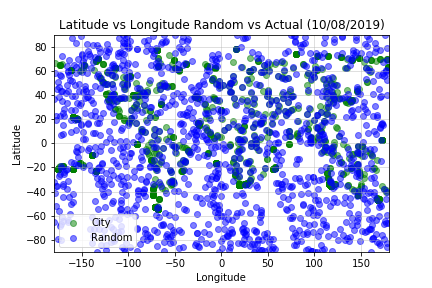 Latitude vs Longitude Random vs Actual (10/08/2019)
80
60
40
20
0
−20
−40
−60
−80
Latitude
City
Random
−150 −100 −50 0 50 100 150
Longitude